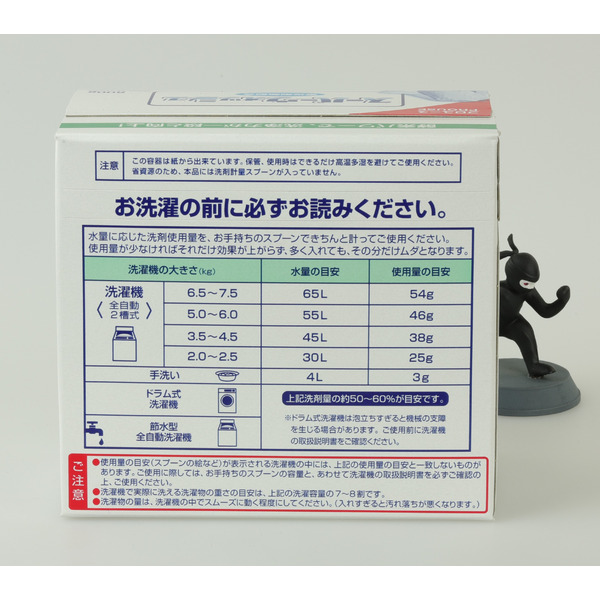 スーパーウォッシュ
酵素パワーで、洗浄力が一段と向上！
注意
この容器は紙から出来ています。保管、使用時はできるだけ高温多湿を避けてご使用ください。
省資源のため、本品には洗剤計量スプーンが入っていません。
お洗濯の前に必ずお読みください。
水量に応じた洗剤使用量を、お手持ちのスプーンできちんと計ってご使用ください。
使用量が少なければそれだけ効果が上がらず、多く入れても、その分だけムダとなります。
洗濯機の大きさ(kg) 水量の目安 使用量の目安
洗濯機
〈全自動 2槽式〉
6.5〜7.5 65L 54g
5.0〜6.0 55L 46g
3.5〜4.5 45L 38g
2.0〜2.5 30L 25g
手洗い 4L 3g
ドラム式
洗濯機
節水型
全自動洗濯機
上記洗剤量の約50〜60%が目安です。
※ドラム式洗濯機は泡立ちすぎると機械の支障
を生じる場合があります。ご使用前に洗濯機
の取扱説明書をご確認ください。
ご注意
●使用量の目安(スプーンの絵など)が表示される洗濯機の中には、上記の使用量の目安と一致しないものが
あります。ご使用に際しては、お手持ちのスプーンの容量と、あわせて洗濯機の取扱説明書を必ずご確認の
上、ご使用ください。
●洗濯機で実際に洗える洗濯物の重さの目安は、上記の洗濯容量の7〜8割です。
●洗濯物の量は、洗濯機の中でスムーズに動く程度にしてください。(入れすぎると汚れ落ちが悪くなります。)